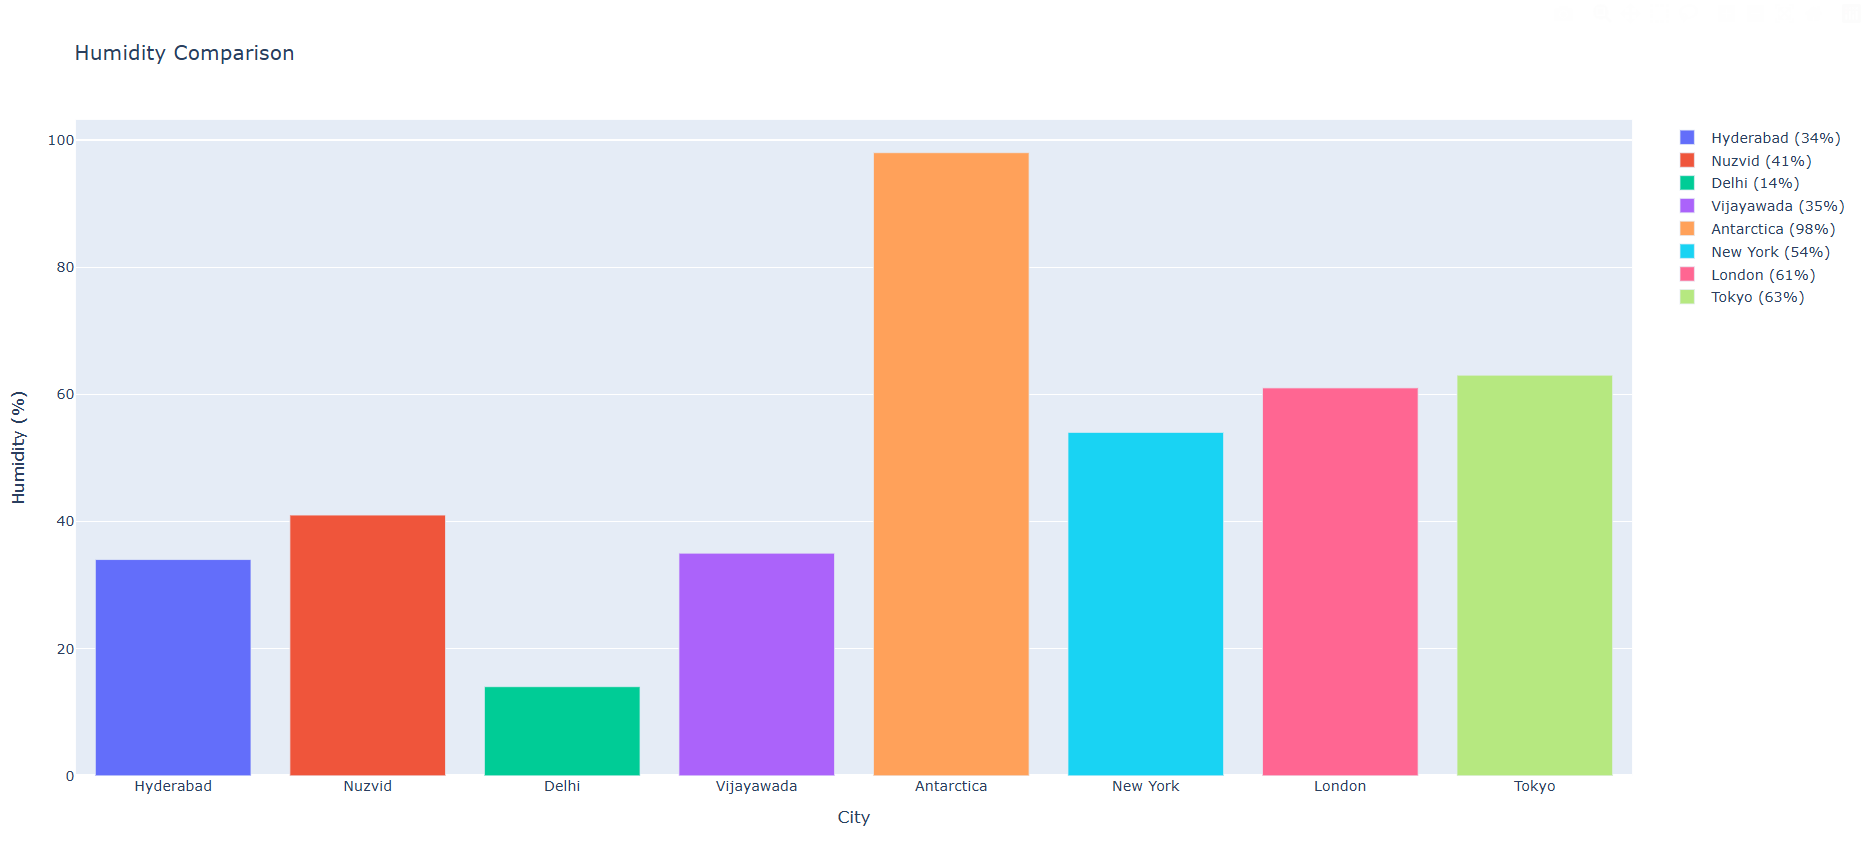 Humidity Comparison
100
80
60
40
20
0
Humidity (%)
Hyderabad
Nuzvid
Delhi
Vijayawada
Antarctica
New York
London
Tokyo
City
Hyderabad (34%)
Nuzvid (41%)
Delhi (14%)
Vijayawada (35%)
Antarctica (98%)
New York (54%)
London (61%)
Tokyo (63%)